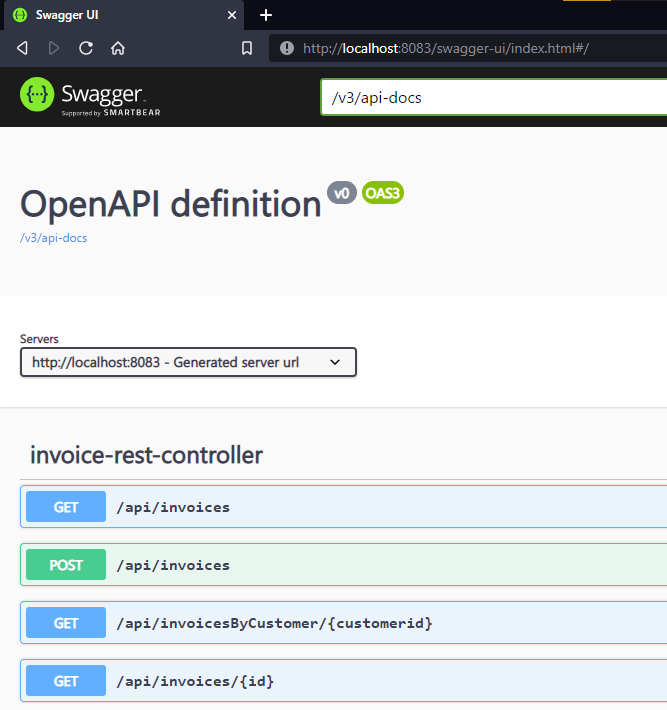 Swagger UI
http://localhost:8083/swagger-ui/index.html#/
Swagger
Supported by SMARTBEAR
/v3/api-docs
OpenAPI definition v0 OAS3
/v3/api-docs
Servers
http://localhost:8083 - Generated server url
invoice-rest-controller
GET /api/invoices
POST /api/invoices
GET /api/invoicesByCustomer/{customerid}
GET /api/invoices/{id}